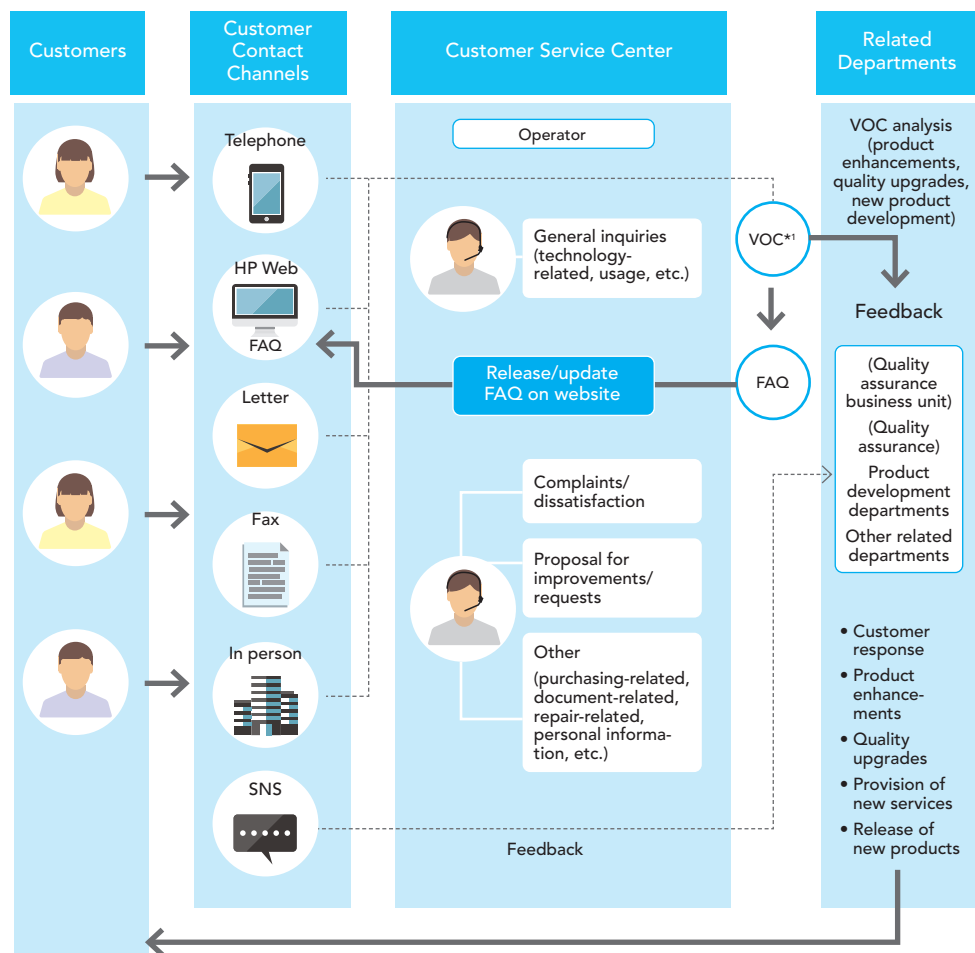 Customers
Customer
Contact
Channels
Customer Service Center
Related
Departments
Telephone
HP Web
FAQ
Letter
Fax
In person
SNS
Operator
General inquiries
(technology-
related, usage, etc.)
Release/update
FAQ on website
Complaints/
dissatisfaction
Proposal for
improvements/
requests
Other
(purchasing-related,
document-related,
repair-related,
personal informa-
tion, etc.)
Feedback
VOC*1
FAQ
VOC analysis
(product
enhancements,
quality upgrades,
new product
development)
Feedback
(Quality
assurance
business unit)
(Quality
assurance)
Product
development
departments
Other related
departments
• Customer
response
• Product
enhance-
ments
• Quality
upgrades
• Provision of
new services
• Release of
new products